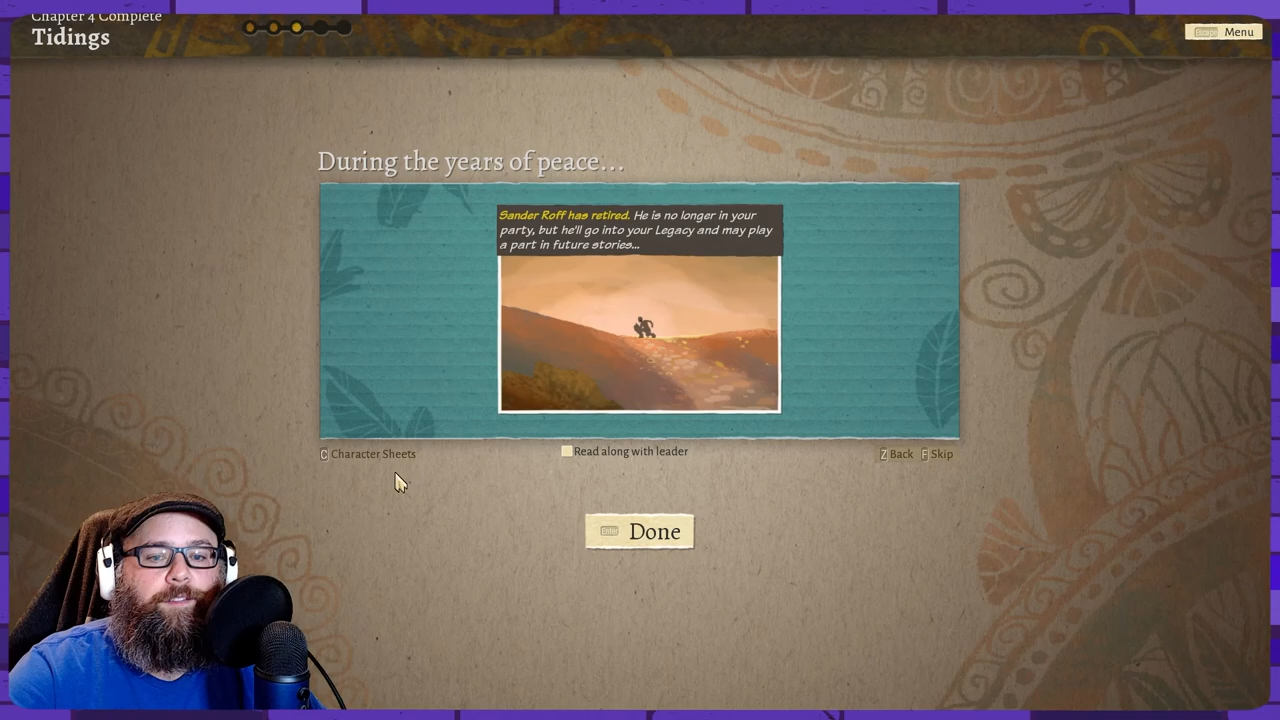 Chapter 4 Complete
Tidings
Menu
During the years of peace...
Sander Roff has retired. He is no longer in your
party, but he'll go into your Legacy and may play
a part in future stories...
C Character Sheets
Read along with leader
Z Back F Skip
Enter Done